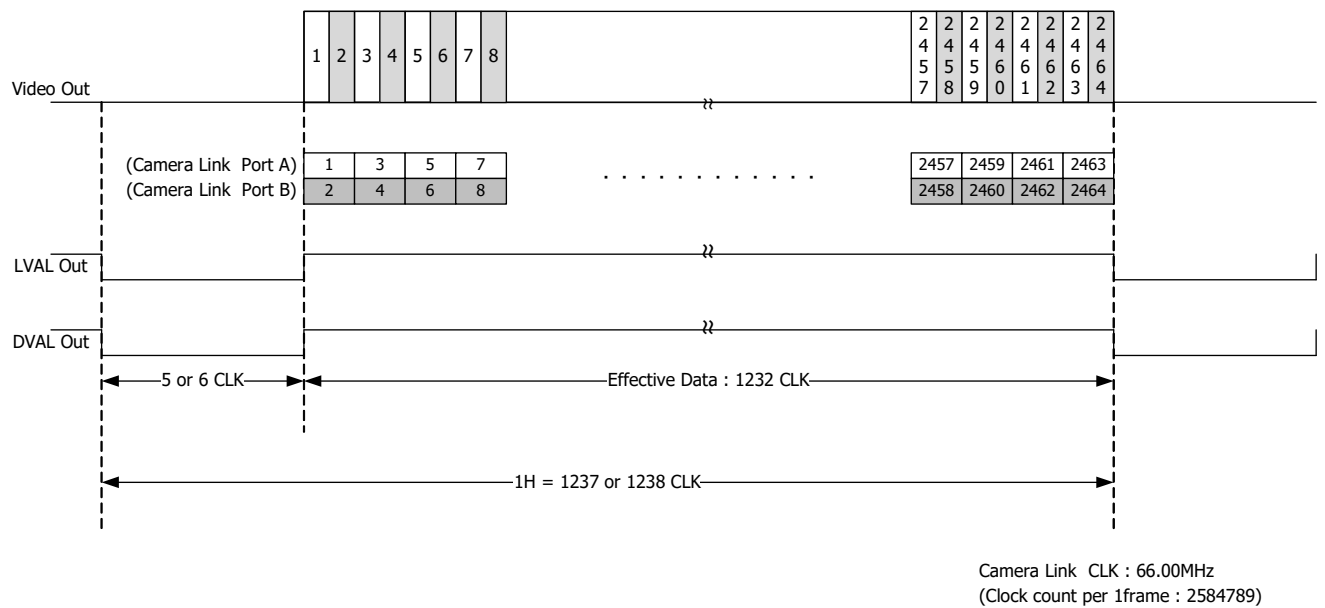 1 2 3 4 5 6 7 8 2457 2458 2459 2460 2461 2462 2463 2464
Video Out
(Camera Link Port A) 1 3 5 7 . . . . . . . . . . . . 2457 2459 2461 2463
(Camera Link Port B) 2 4 6 8 2458 2460 2462 2464
LVAL Out
DVAL Out
5 or 6 CLK Effective Data : 1232 CLK
1H = 1237 or 1238 CLK
Camera Link CLK : 66.00MHz
(Clock count per 1frame : 2584789)